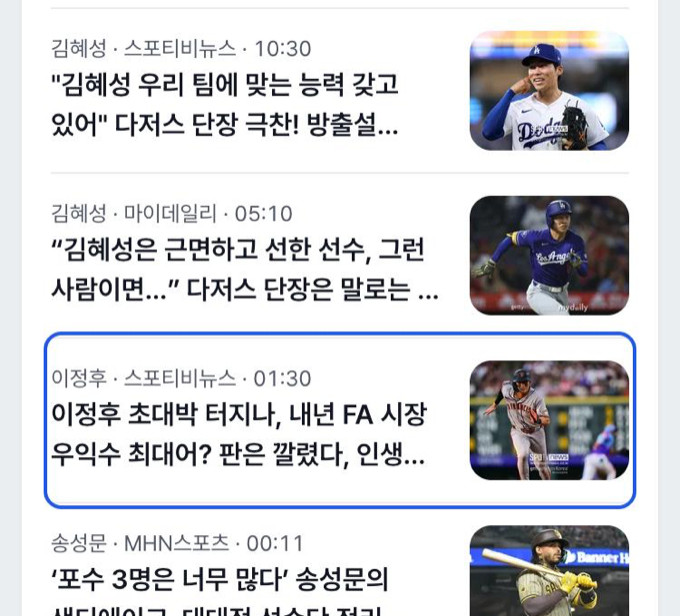 김혜성 · 스포티비뉴스 · 10:30
"김혜성 우리 팀에 맞는 능력 갖고
있어" 다저스 단장 극찬! 방출설...
Dodgers
김혜성 · 마이데일리 · 05:10
“김혜성은 근면하고 선한 선수, 그런
사람이면...” 다저스 단장은 말로는 ...
Los Angeles
mydaily
이정후 · 스포티비뉴스 · 01:30
이정후 초대박 터지나, 내년 FA 시장
우익수 최대어? 판은 깔렸다, 인생...
SPOTV news
송성문 · MHN스포츠 · 00:11
Banner H
‘포수 3명은 너무 많다’ 송성문의